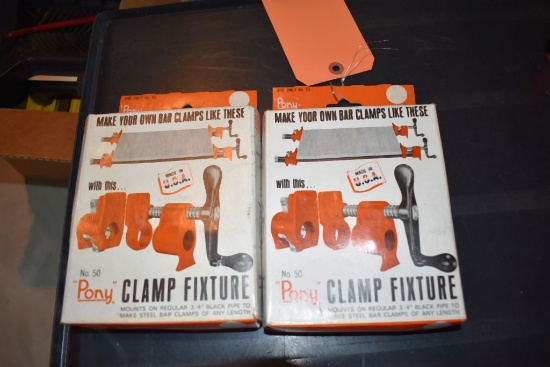 Pony
MAKE YOUR OWN BAR CLAMPS LIKE THESE
MADE IN
U.S.A.
with this...
No. 50
"Pony" CLAMP FIXTURE
MOUNTS ON REGULAR 3/4" BLACK PIPE TO
MAKE STEEL BAR CLAMPS OF ANY LENGTH
Pony
MAKE YOUR OWN BAR CLAMPS LIKE THESE
MADE IN
U.S.A.
with this...
No. 50
"Pony" CLAMP FIXTURE
MOUNTS ON REGULAR 3/4" BLACK PIPE TO
MAKE STEEL BAR CLAMPS OF ANY LENGTH